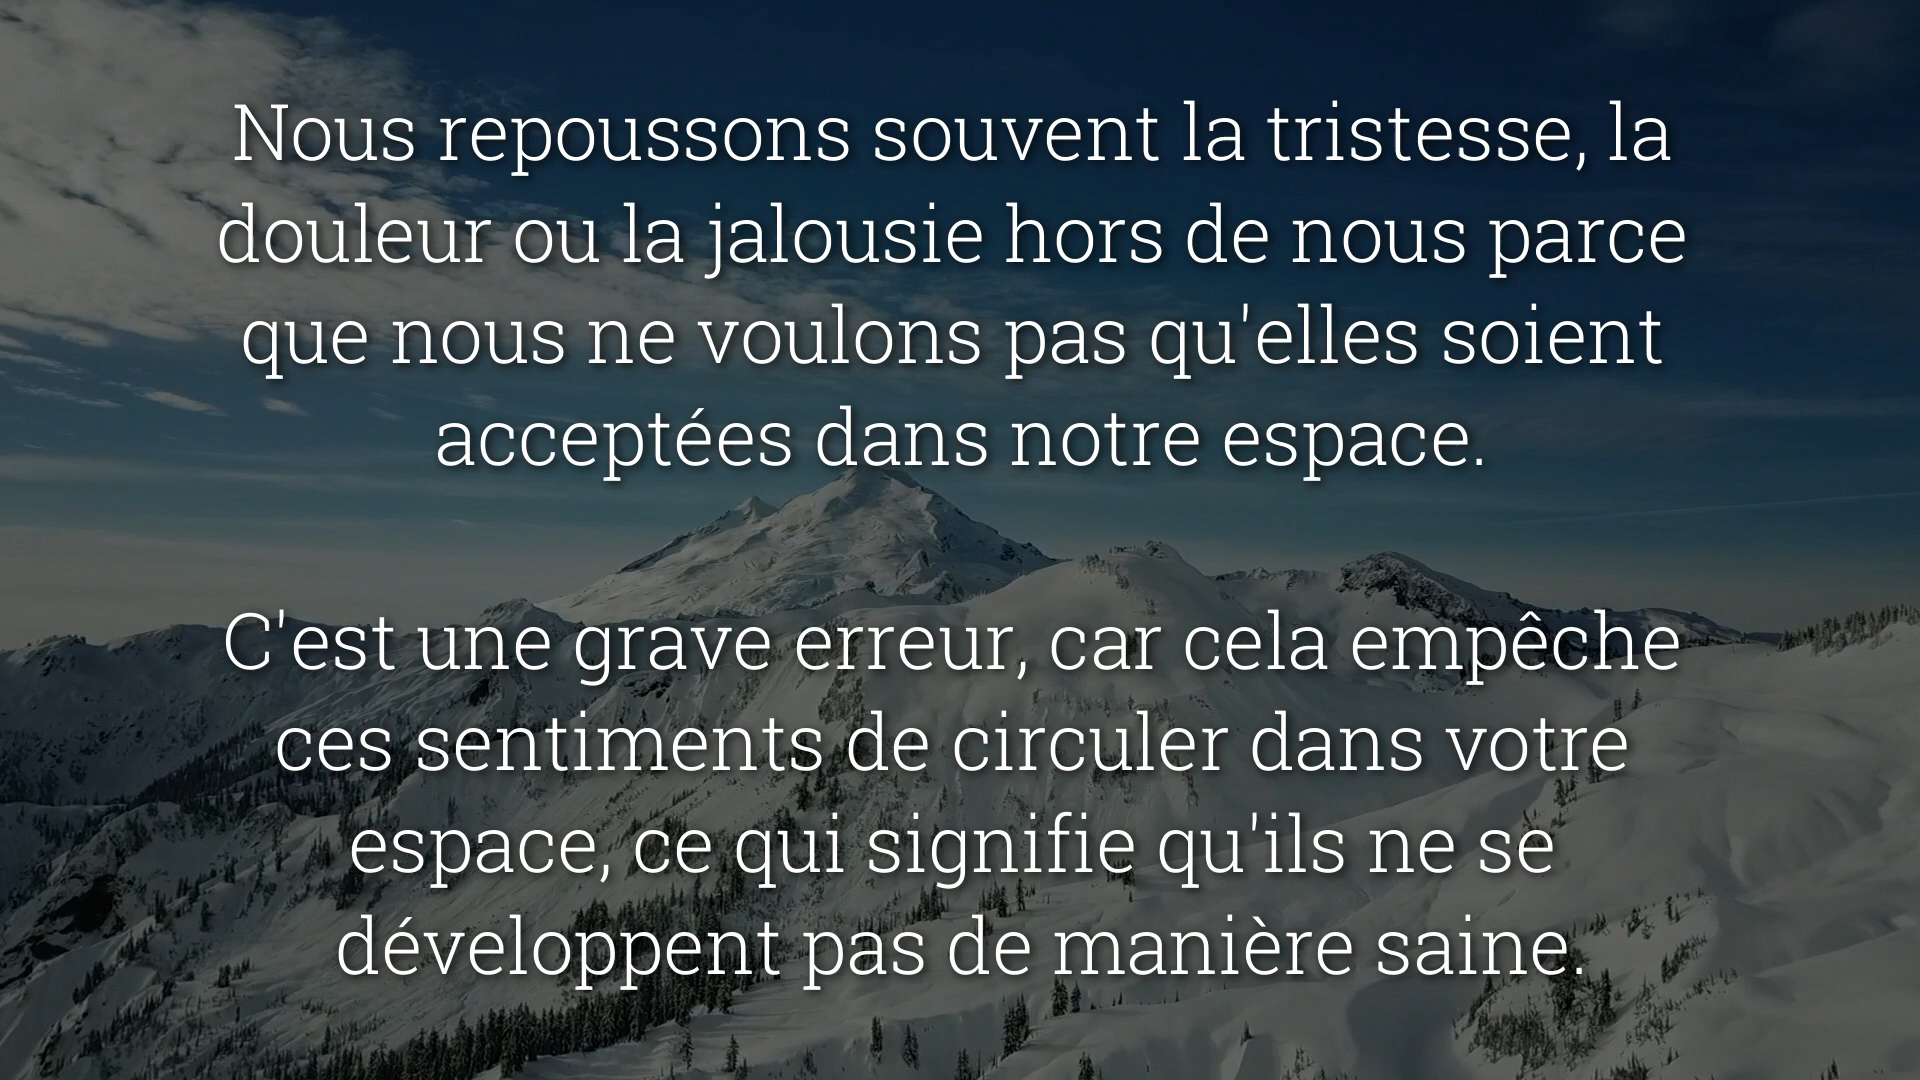 Nous repoussons souvent la tristesse, la
douleur ou la jalousie hors de nous parce
que nous ne voulons pas qu'elles soient
acceptées dans notre espace.
C'est une grave erreur, car cela empêche
ces sentiments de circuler dans votre
espace, ce qui signifie qu'ils ne se
développent pas de manière saine.